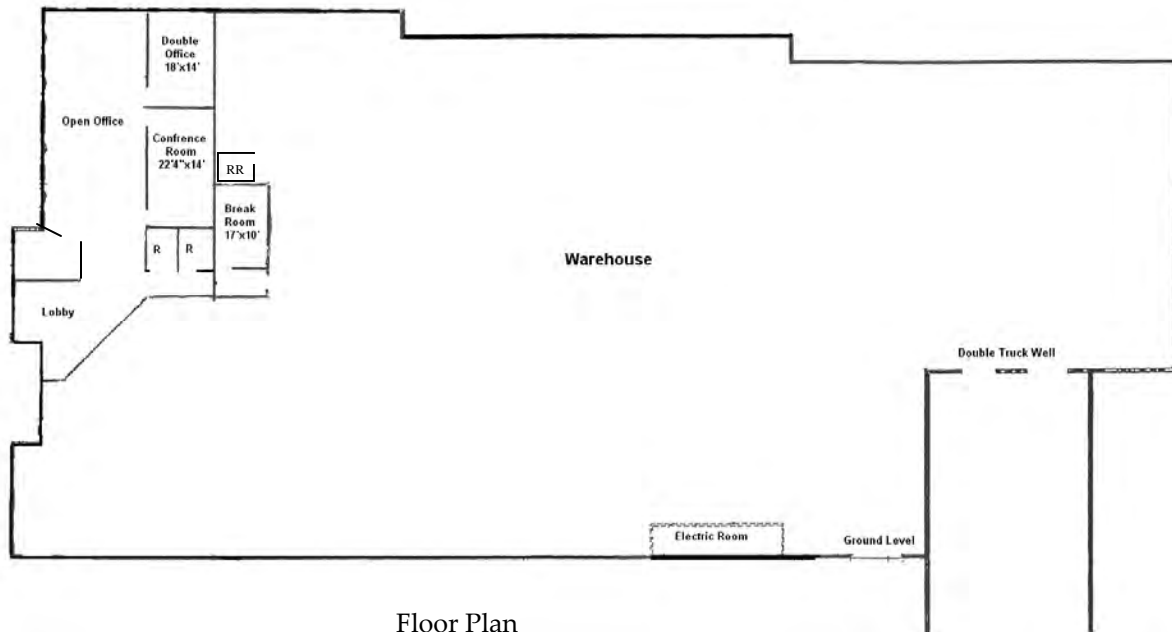 Double
Office
18'x14'
Open Office
Confrence
Room
22'4"x14'
RR
Break
Room
17'x10'
R
R
Warehouse
Lobby
Double Truck Well
Electric Room
Ground Level
Floor Plan